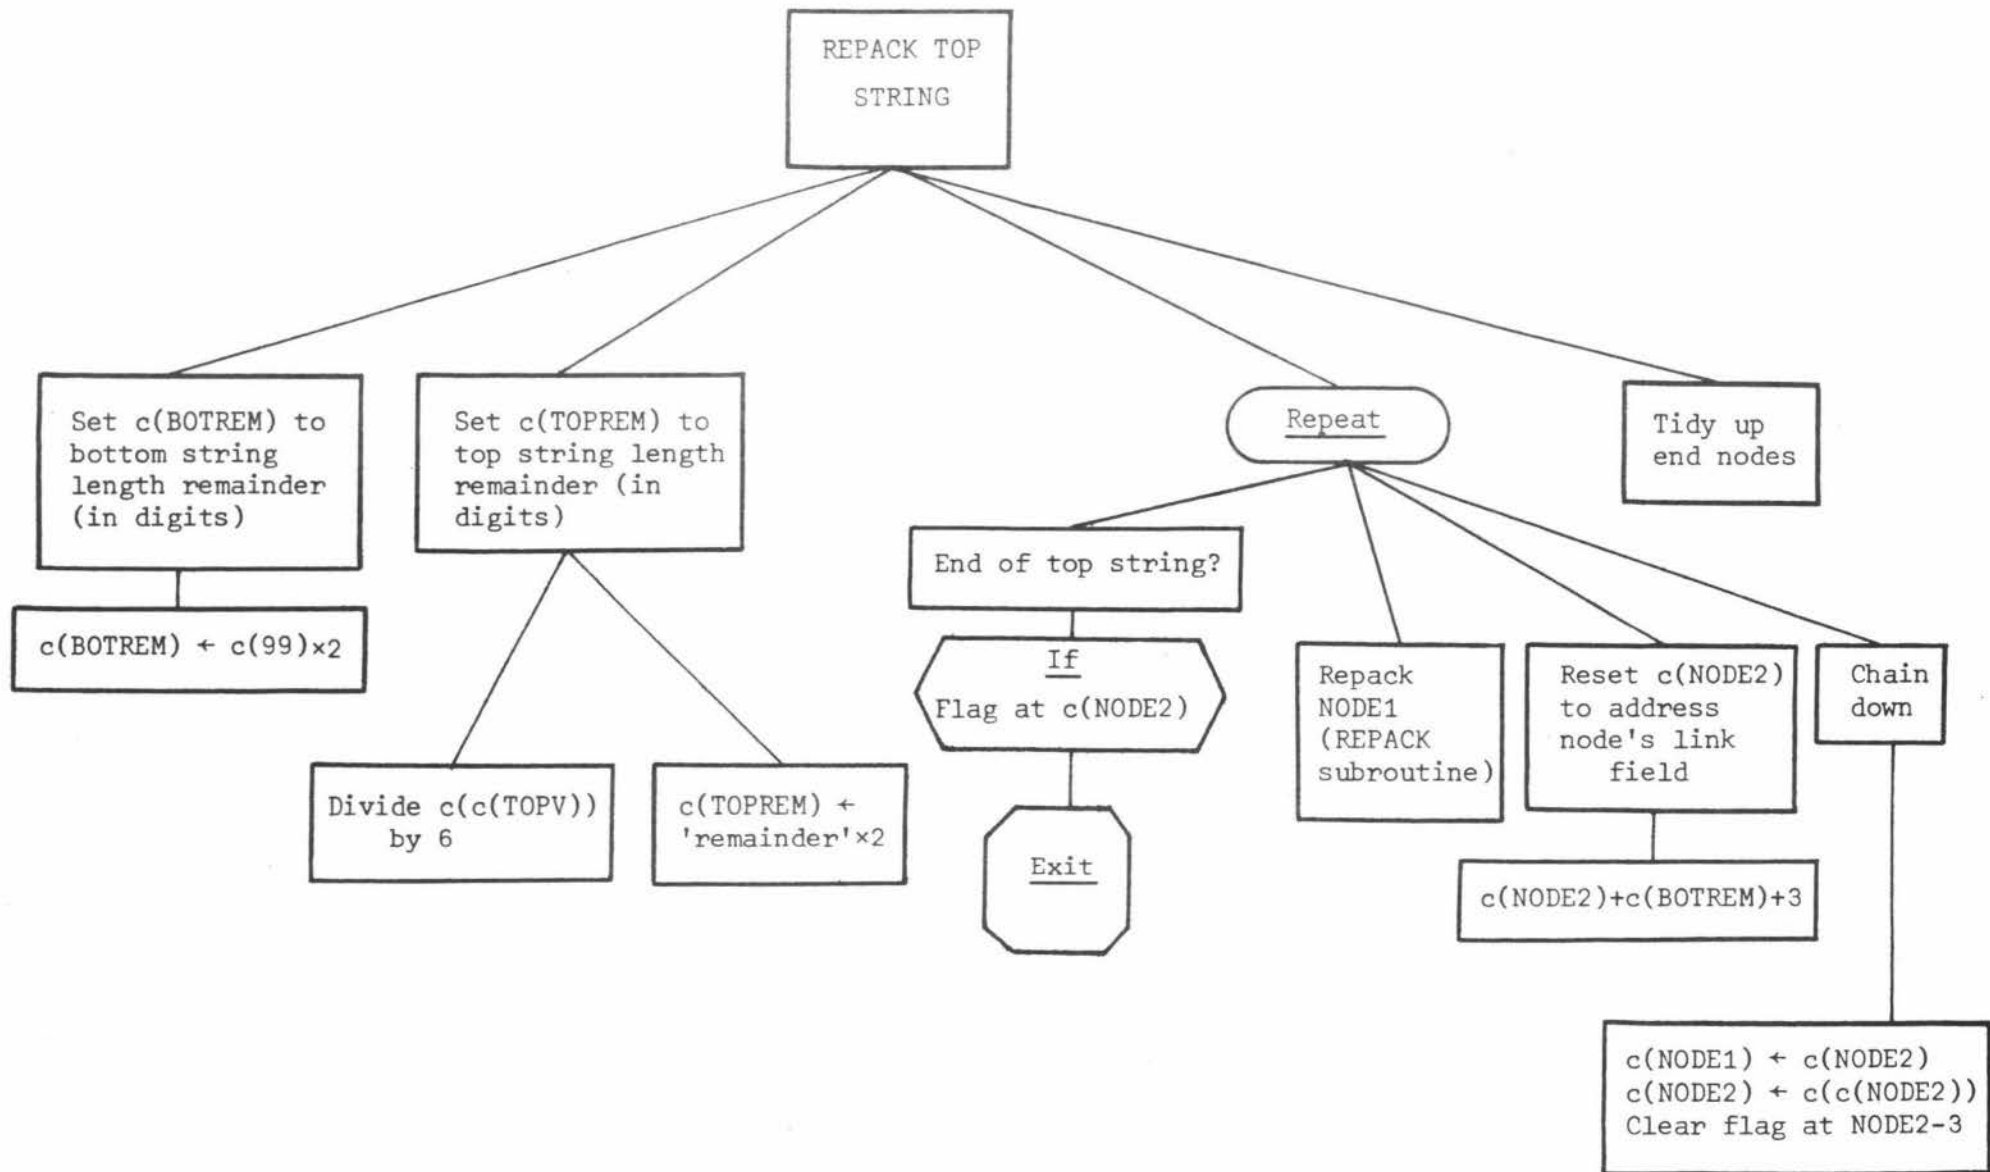 REPACK TOP
STRING
Set c(BOTREM) to
bottom string
length remainder
(in digits)
c(BOTREM) ← c(99)×2
Set c(TOPREM) to
top string length
remainder (in
digits)
Divide c(c(TOPV))
by 6
c(TOPREM) ←
'remainder'×2
Repeat
End of top string?
If
Flag at c(NODE2)
Exit
Repack
NODE1
(REPACK
subroutine)
Reset c(NODE2)
to address
node's link
field
c(NODE2)+c(BOTREM)+3
Chain
down
c(NODE1) ← c(NODE2)
c(NODE2) ← c(c(NODE2))
Clear flag at NODE2-3
Tidy up
end nodes